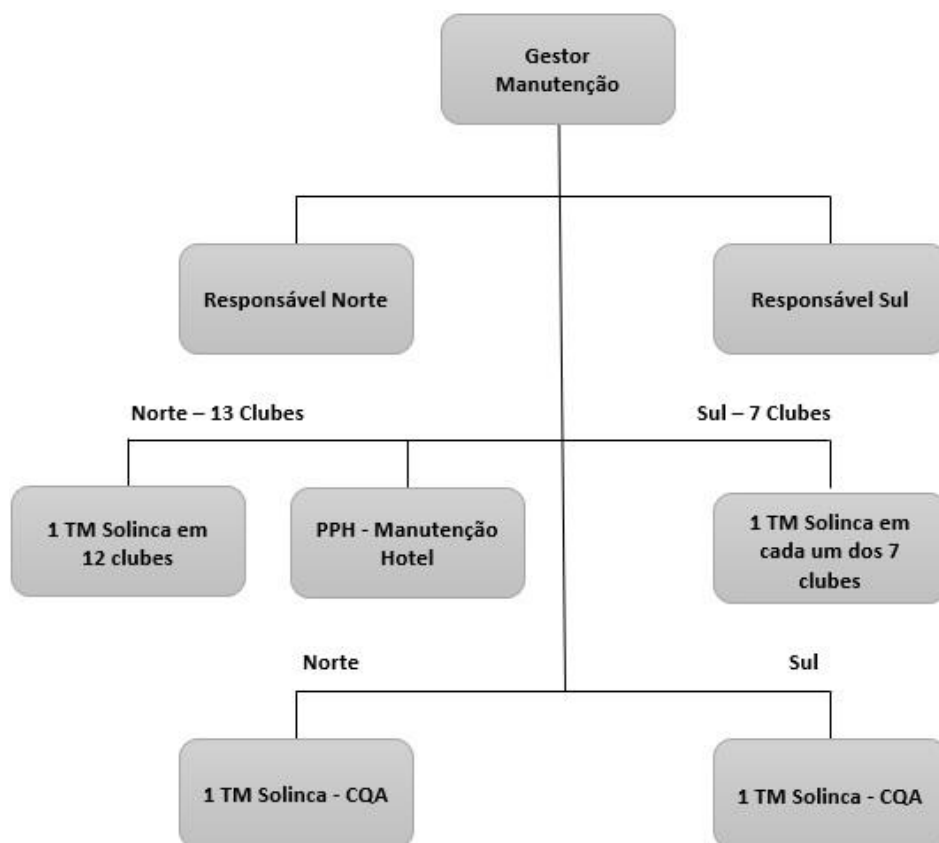 Gestor
Manutenção
Responsável Norte
Responsável Sul
Norte – 13 Clubes
Sul – 7 Clubes
1 TM Solinca em
12 clubes
PPH - Manutenção
Hotel
1 TM Solinca em
cada um dos 7
clubes
Norte
Sul
1 TM Solinca - CQA
1 TM Solinca - CQA